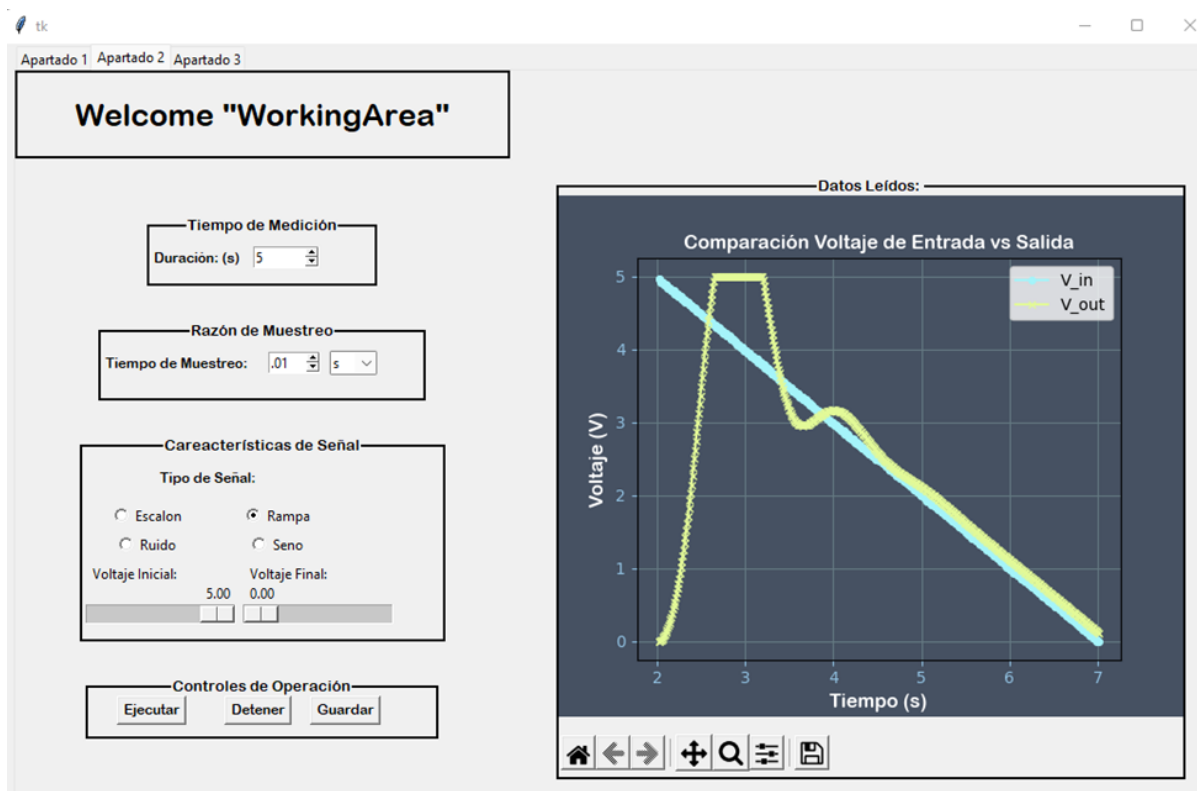 tk
Apartado 1 Apartado 2 Apartado 3
Welcome "WorkingArea"
Tiempo de Medición
Duración: (s) 5
Razón de Muestreo
Tiempo de Muestreo: .01 s
Careacterísticas de Señal
Tipo de Señal:
Escalon Rampa
Ruido Seno
Voltaje Inicial: Voltaje Final:
5.00 0.00
Controles de Operación
Ejecutar Detener Guardar
Datos Leídos:
Comparación Voltaje de Entrada vs Salida
V_in
V_out
5
4
3
2
1
0
Voltaje (V)
2 3 4 5 6 7
Tiempo (s)